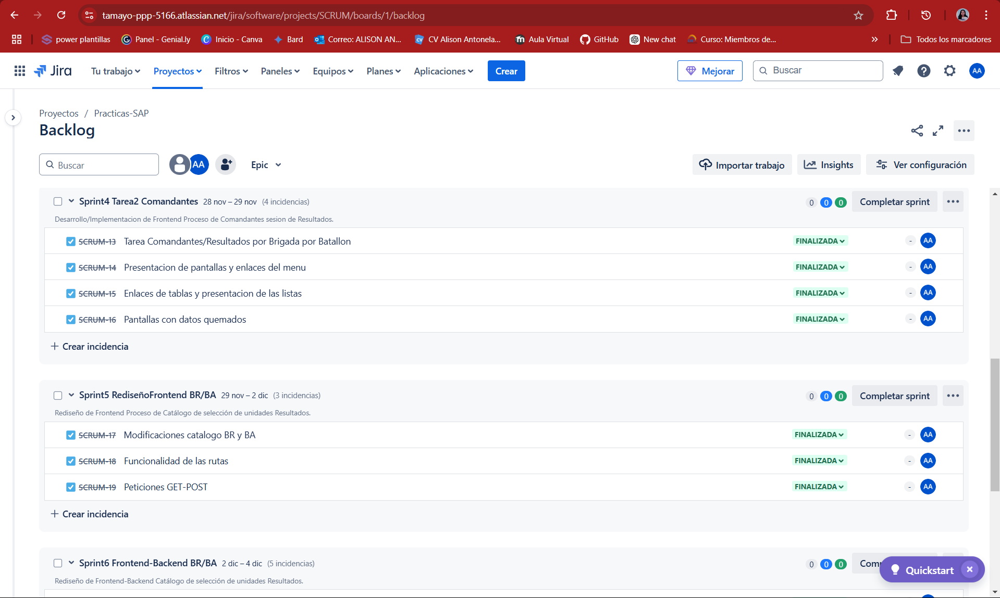 tamayo-ppp-5166.atlassian.net/jira/software/projects/SCRUM/boards/1/backlog
power plantillas Panel - Genial.ly Inicio - Canva Bard Correo: ALISON AN... CV Alison Antonela... Aula Virtual GitHub New chat Curso: Miembros de... » Todos los marcadores
Jira Tu trabajo Proyectos Filtros Paneles Equipos Planes Aplicaciones Crear Mejorar Buscar AA
Proyectos / Practicas-SAP
Backlog
Buscar AA Epic Importar trabajo Insights Ver configuración
Sprint4 Tarea2 Comandantes 28 nov – 29 nov (4 incidencias) 0 0 0 Completar sprint
Desarrollo/Implementacion de Frontend Proceso de Comandantes sesion de Resultados.
SCRUM-13 Tarea Comandantes/Resultados por Brigada por Batallon FINALIZADA - AA
SCRUM-14 Presentacion de pantallas y enlaces del menu FINALIZADA - AA
SCRUM-15 Enlaces de tablas y presentacion de las listas FINALIZADA - AA
SCRUM-16 Pantallas con datos quemados FINALIZADA - AA
+ Crear incidencia
Sprint5 RediseñoFrontend BR/BA 29 nov – 2 dic (3 incidencias) 0 0 0 Completar sprint
Rediseño de Frontend Proceso de Catálogo de selección de unidades Resultados.
SCRUM-17 Modificaciones catalogo BR y BA FINALIZADA - AA
SCRUM-18 Funcionalidad de las rutas FINALIZADA - AA
SCRUM-19 Peticiones GET-POST FINALIZADA - AA
+ Crear incidencia
Sprint6 Frontend-Backend BR/BA 2 dic – 4 dic (5 incidencias) 0 0 0 Com
Quickstart
Rediseño de Frontend-Backend Catálogo de selección de unidades Resultados.